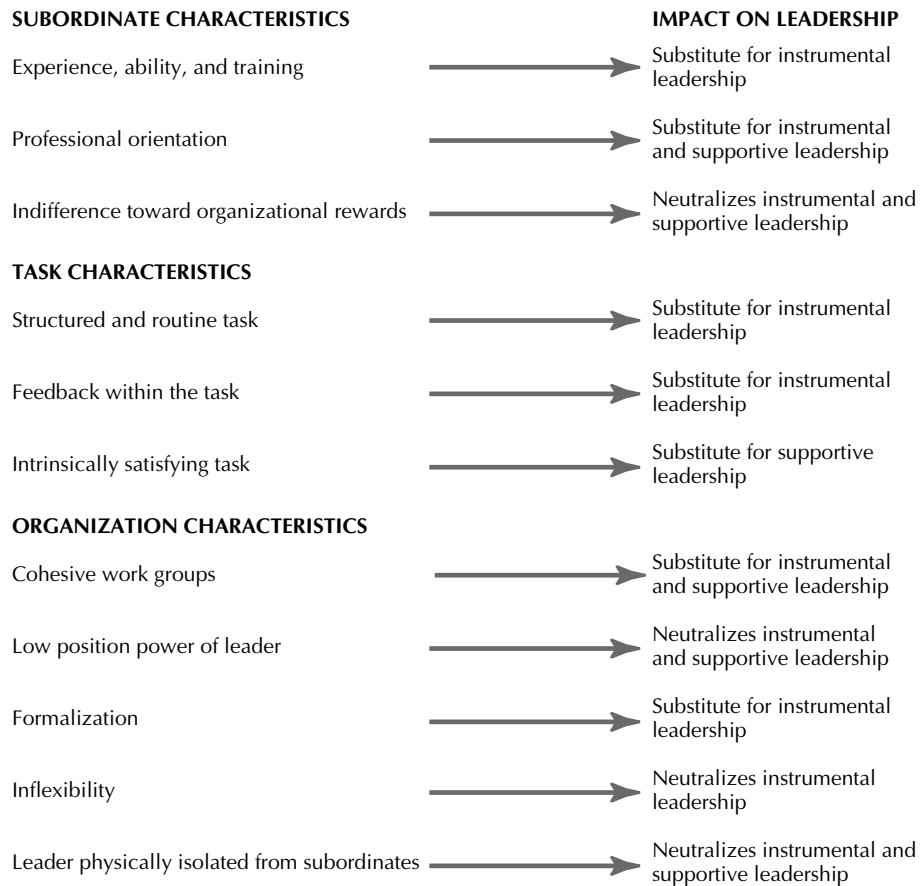 SUBORDINATE CHARACTERISTICS
IMPACT ON LEADERSHIP
Experience, ability, and training
Substitute for instrumental
leadership
Professional orientation
Substitute for instrumental
and supportive leadership
Indifference toward organizational rewards
Neutralizes instrumental and
supportive leadership
TASK CHARACTERISTICS
Structured and routine task
Substitute for instrumental
leadership
Feedback within the task
Substitute for instrumental
leadership
Intrinsically satisfying task
Substitute for supportive
leadership
ORGANIZATION CHARACTERISTICS
Cohesive work groups
Substitute for instrumental
and supportive leadership
Low position power of leader
Neutralizes instrumental
and supportive leadership
Formalization
Substitute for instrumental
leadership
Inflexibility
Neutralizes instrumental
leadership
Leader physically isolated from subordinates
Neutralizes instrumental and
supportive leadership